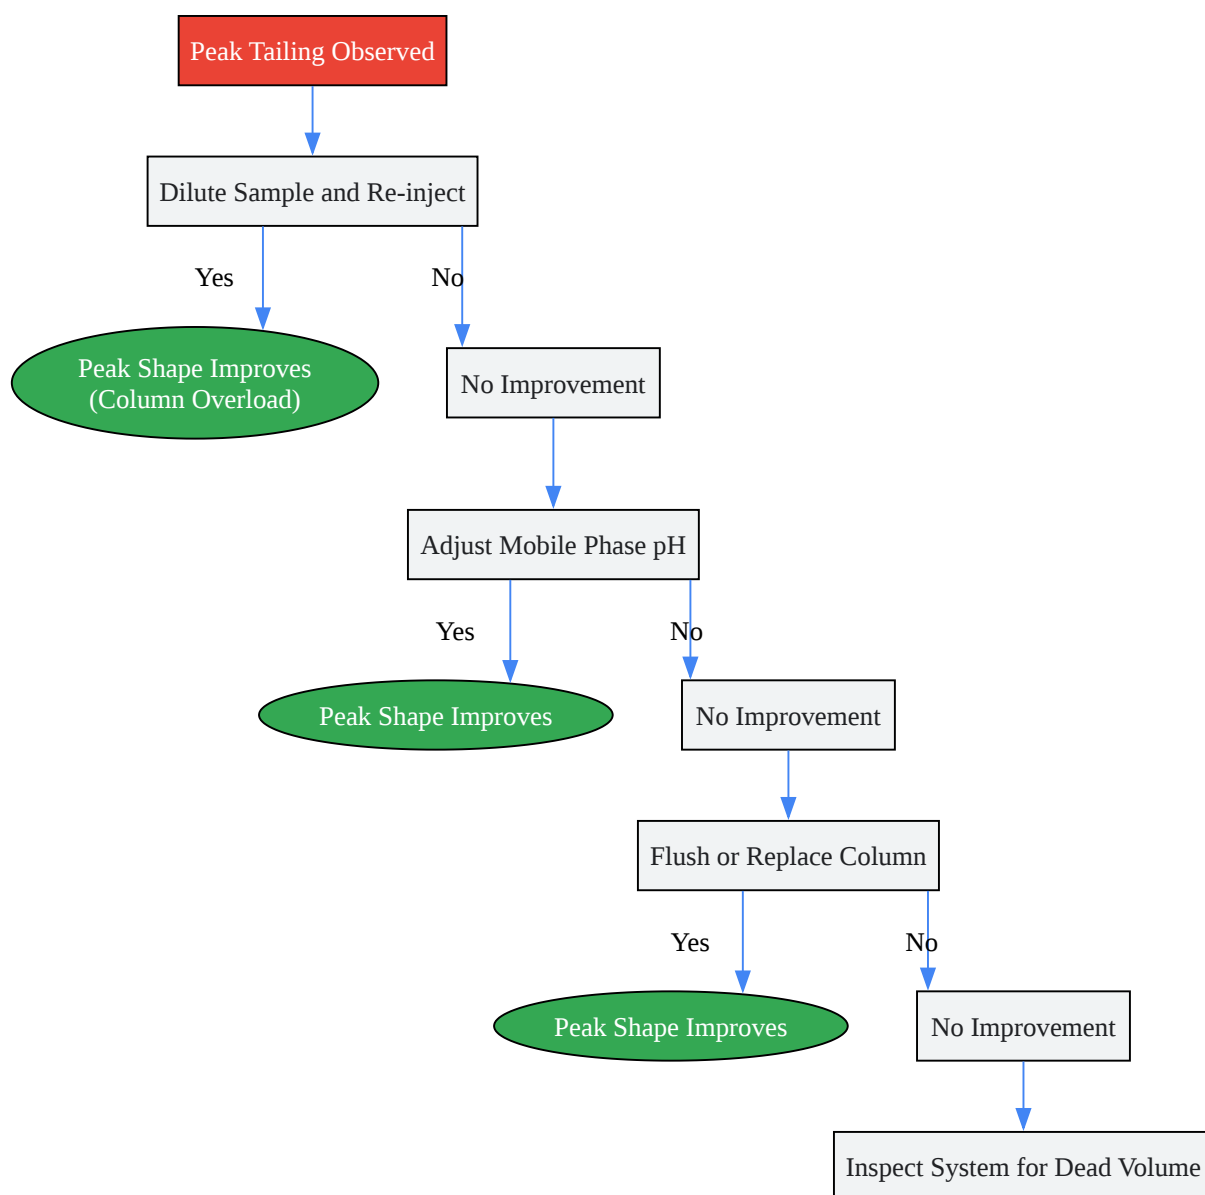 Peak Tailing Observed
Dilute Sample and Re-inject
Yes
No
Peak Shape Improves
(Column Overload)
No Improvement
Adjust Mobile Phase pH
Yes
No
Peak Shape Improves
No Improvement
Flush or Replace Column
Yes
No
Peak Shape Improves
No Improvement
Inspect System for Dead Volume